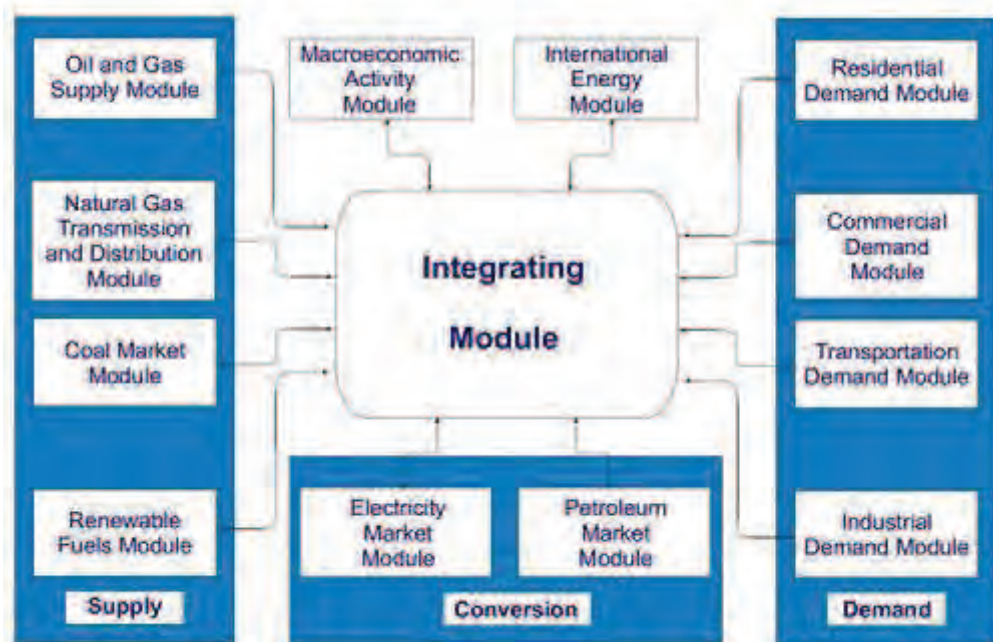 Oil and Gas
Supply Module
Natural Gas
Transmission
and Distribution
Module
Coal Market
Module
Renewable
Fuels Module
Supply
Macroeconomic
Activity
Module
International
Energy
Module
Integrating
Module
Electricity
Market
Module
Petroleum
Market
Module
Conversion
Residential
Demand Module
Commercial
Demand
Module
Transportation
Demand Module
Industrial
Demand Module
Demand